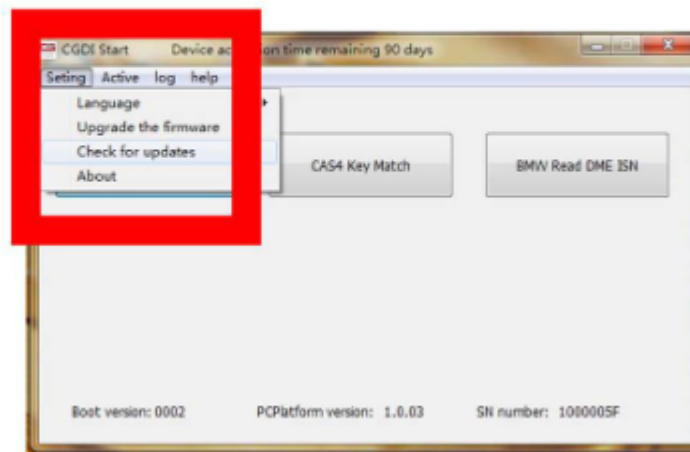 CGDI Start Device ac on time remaining 90 days
Seting Active log help
Language
Upgrade the firmware
Check for updates
About
CAS4 Key Match
BMW Read DME ISN
Boot version: 0002 PCPlatform version: 1.0.03 SN number: 1000005F